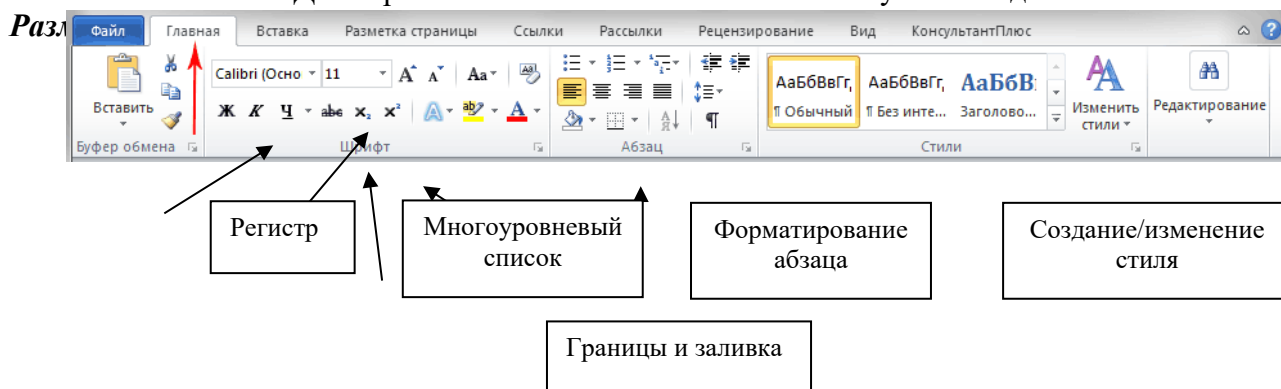 Файл Главная Вставка Разметка страницы Ссылки Рассылки Рецензирование Вид КонсультантПлюс
Calibri (Осно 11 Aa
АаБбВвГг, АаБбВвГг, АаБбВ
Вставить Ж К Ч abc x₂ x² ab A ¶ Обычный ¶ Без инте... Заголово... Изменить стили Редактирование
Буфер обмена Шрифт Абзац Стили
Регистр
Многоуровневый
список
Форматирование
абзаца
Создание/изменение
стиля
Границы и заливка